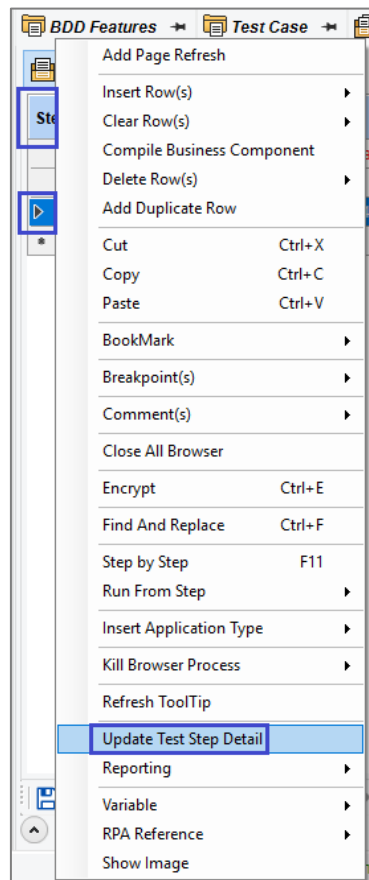 BDD Features Test Case
Add Page Refresh
Insert Row(s)
Clear Row(s)
Ste
Compile Business Component
Delete Row(s)
Add Duplicate Row
*
Cut Ctrl+X
Copy Ctrl+C
Paste Ctrl+V
BookMark
Breakpoint(s)
Comment(s)
Close All Browser
Encrypt Ctrl+E
Find And Replace Ctrl+F
Step by Step F11
Run From Step
Insert Application Type
Kill Browser Process
Refresh ToolTip
Update Test Step Detail
Reporting
Variable
RPA Reference
Show Image